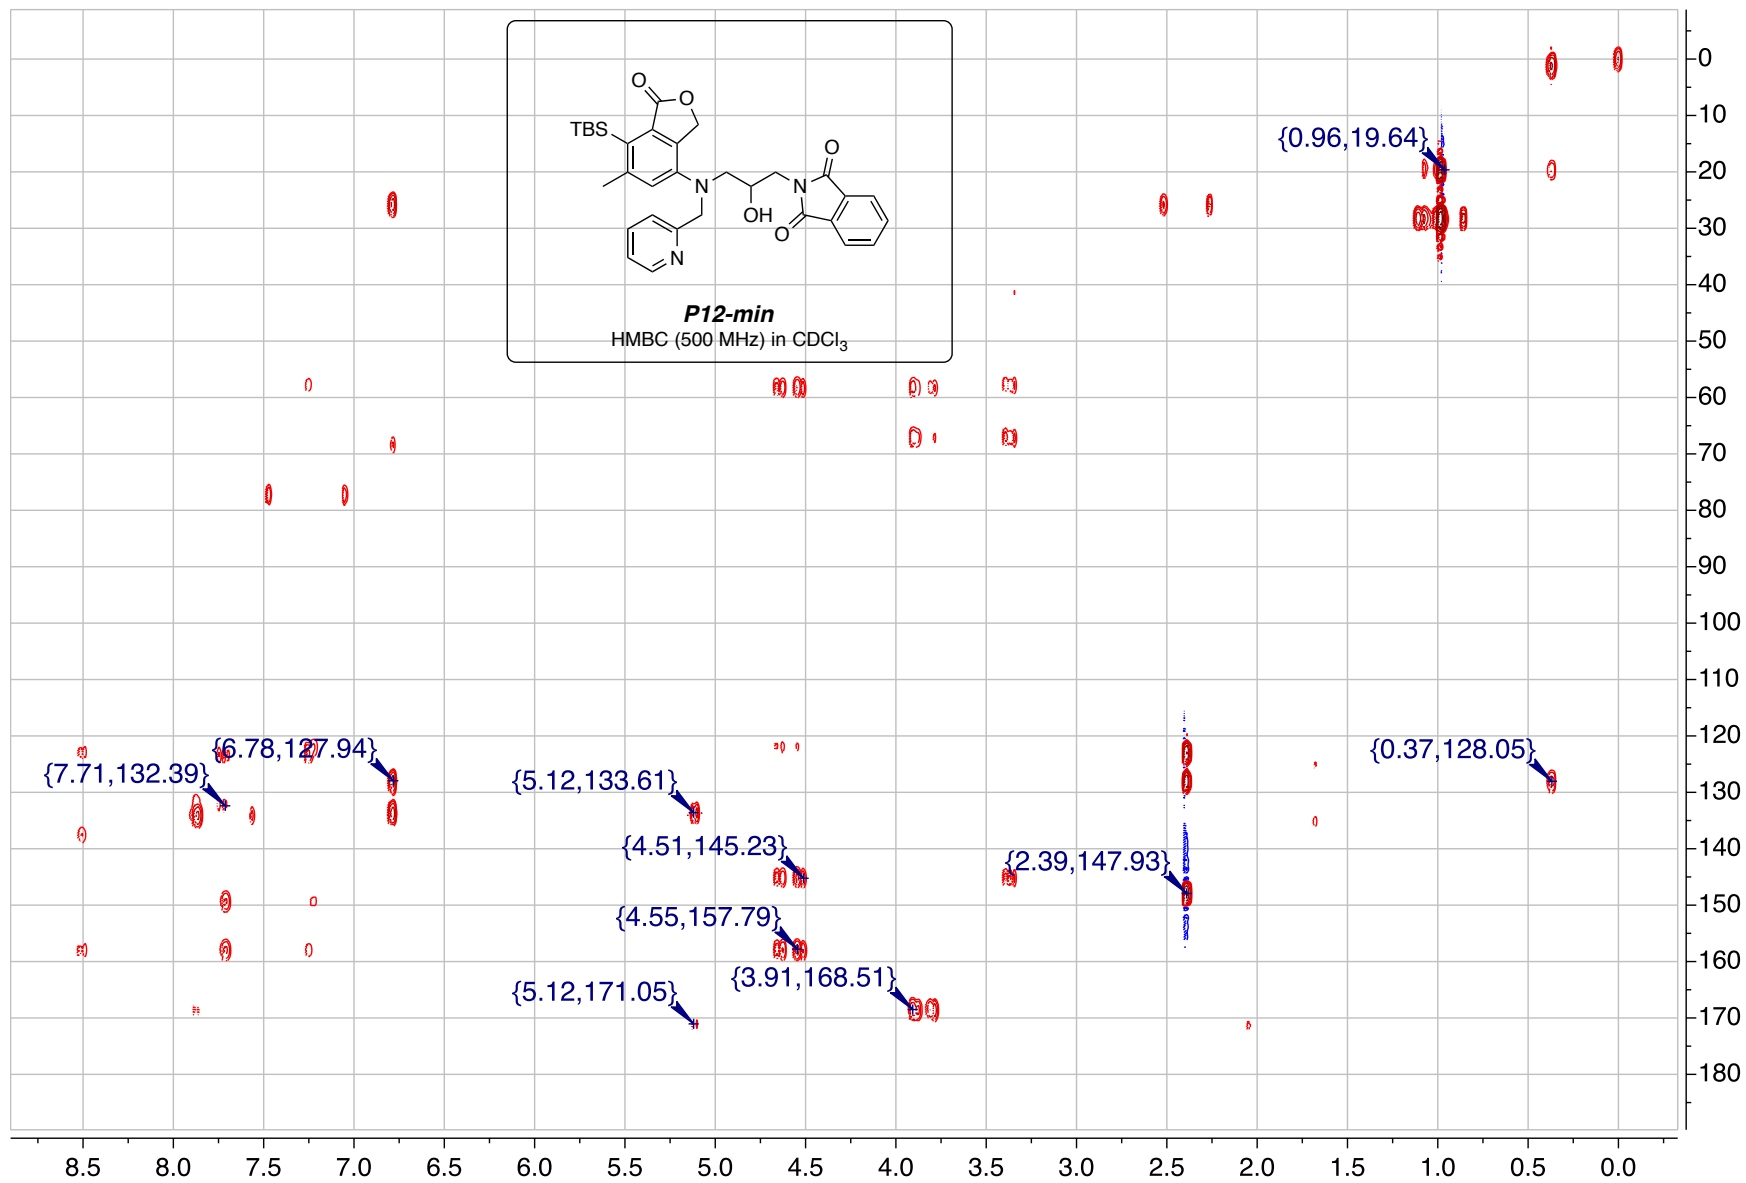 O
O
TBS
O
N
N
OH
O
N
P12-min
HMBC (500 MHz) in CDCl3
{0.96,19.64}
{6.78,127.94}
{7.71,132.39}
{5.12,133.61}
{0.37,128.05}
{4.51,145.23}
{2.39,147.93}
{4.55,157.79}
{3.91,168.51}
{5.12,171.05}
0
10
20
30
40
50
60
70
80
90
100
110
120
130
140
150
160
170
180
8.5 8.0 7.5 7.0 6.5 6.0 5.5 5.0 4.5 4.0 3.5 3.0 2.5 2.0 1.5 1.0 0.5 0.0